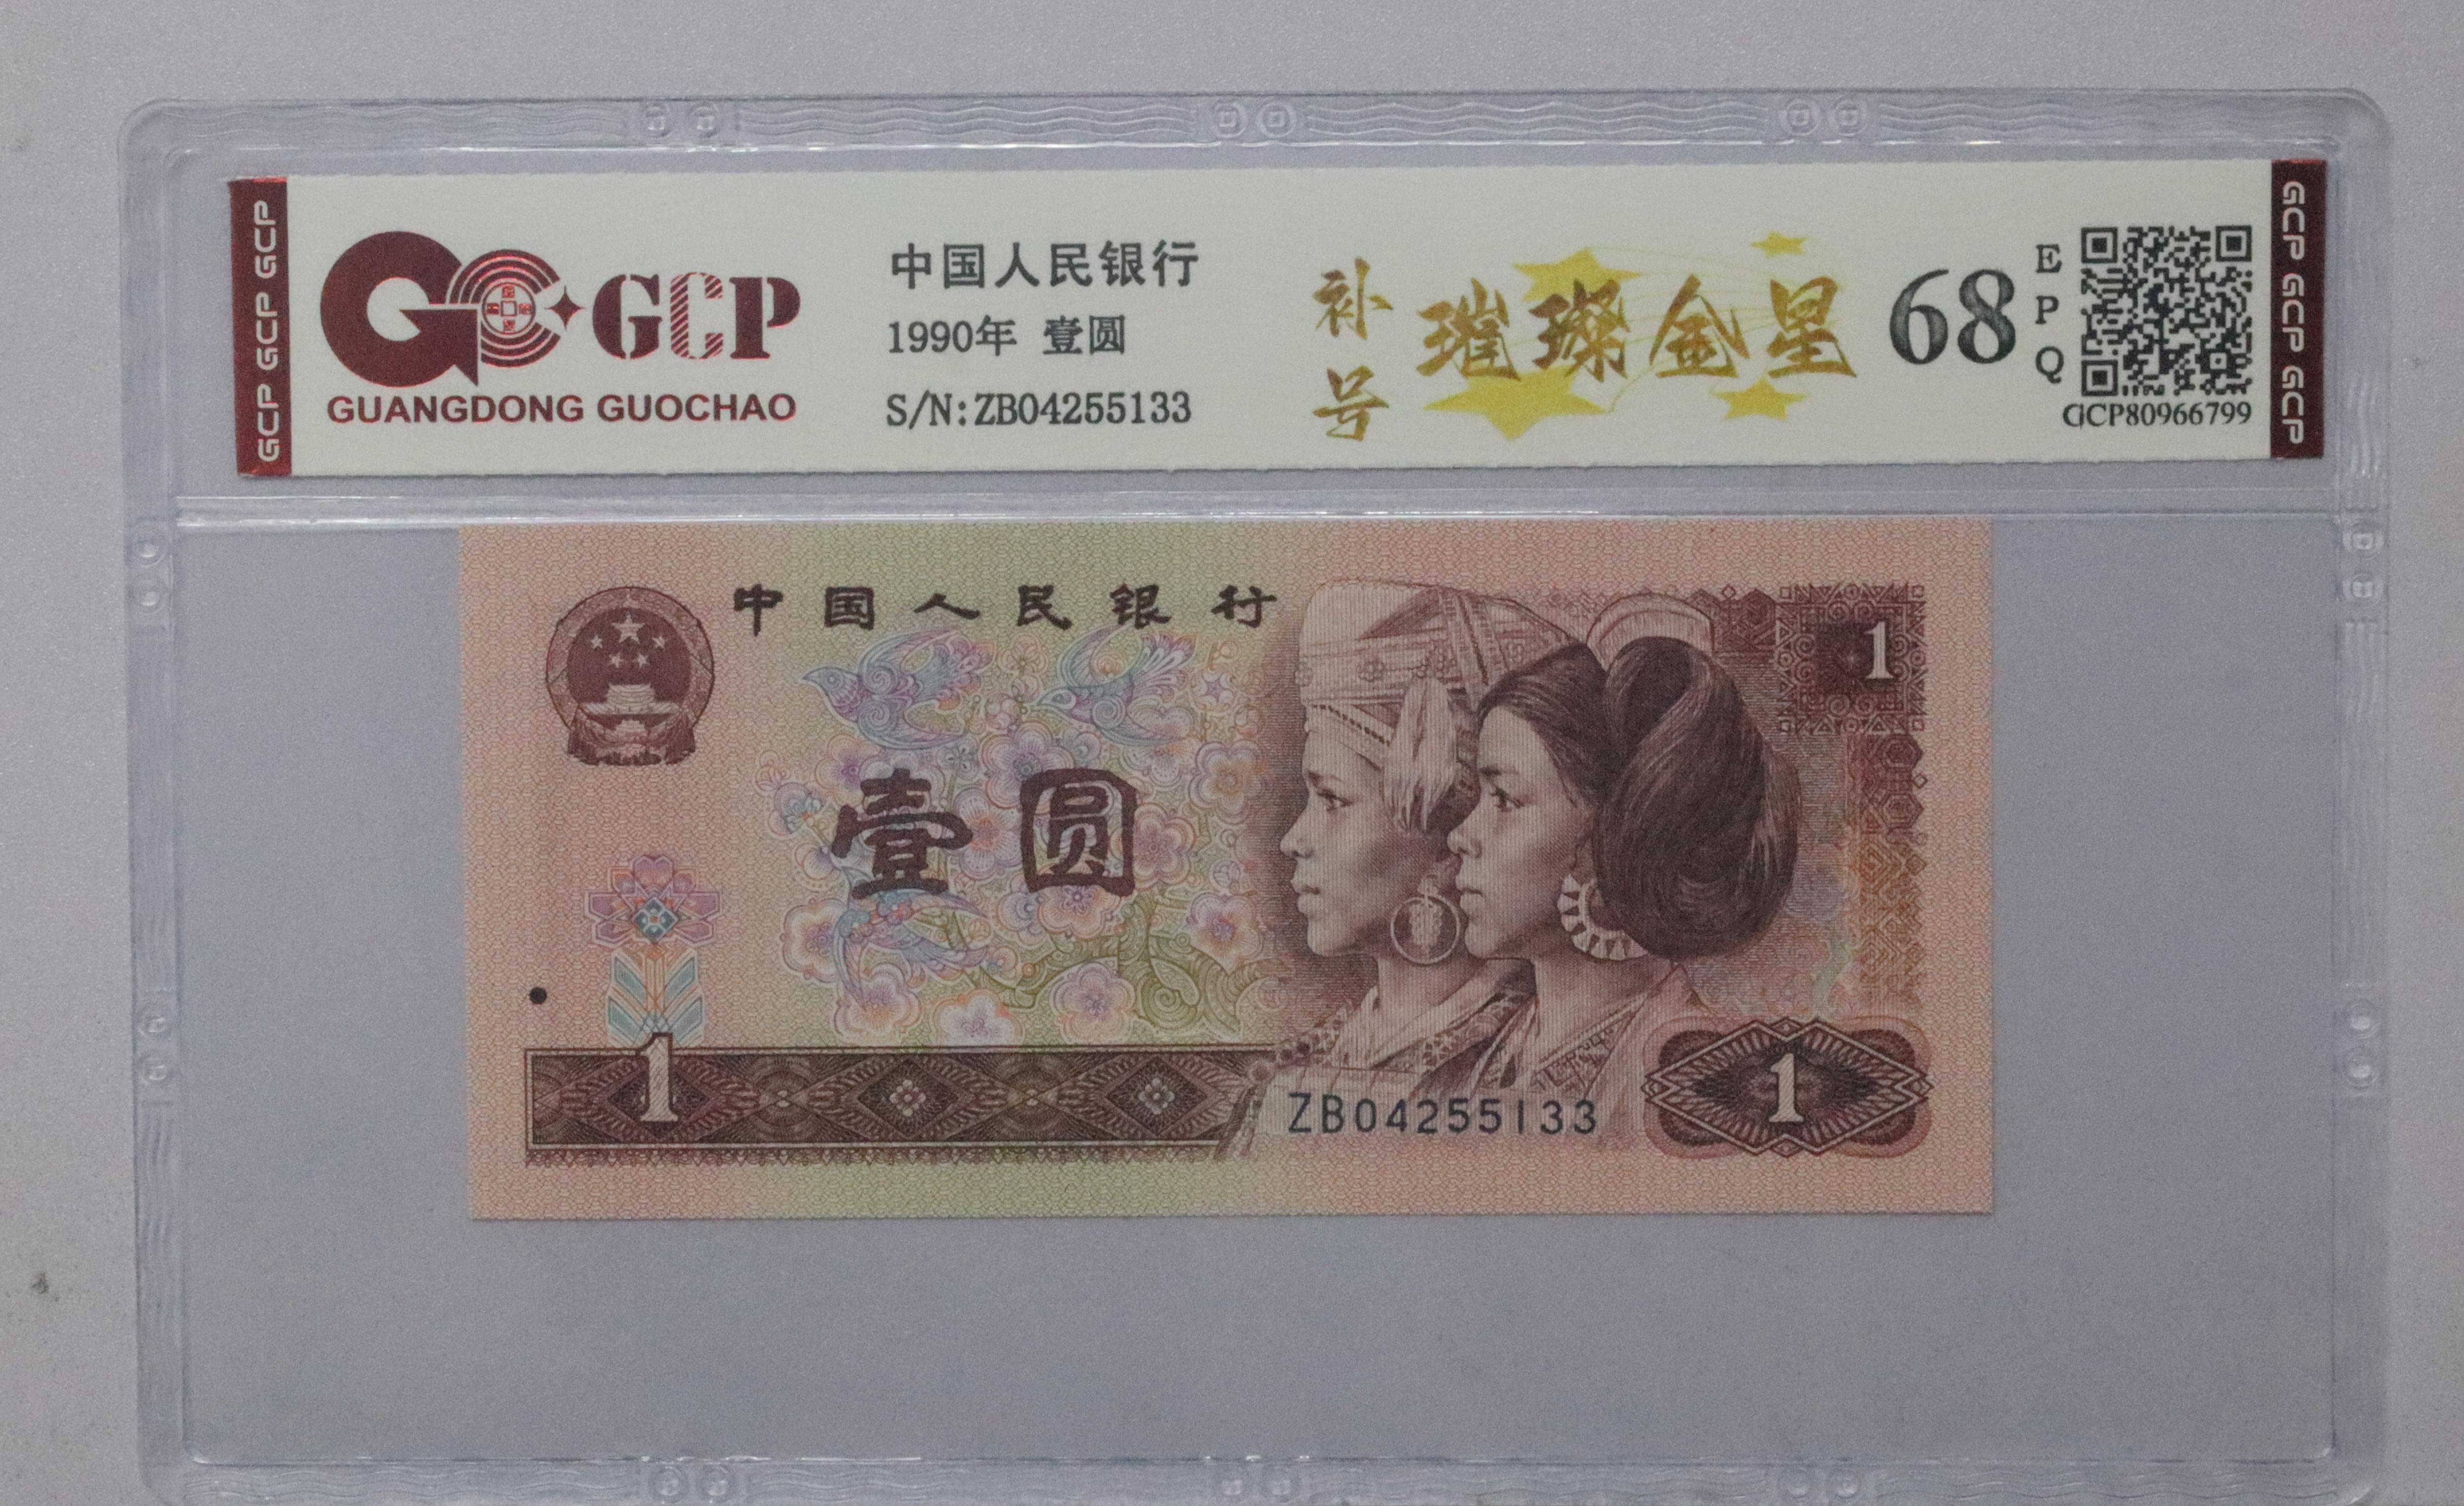 GCP GCP GCP
GCP
GUANGDONG GUOCHAO
中国人民银行
1990年 壹圆
S/N:ZB04255133
补号
璀璨金星
68
EPQ
GCP80966799
GCP GCP GCP
中国人民银行
1
壹圆
1
ZB04255133
1